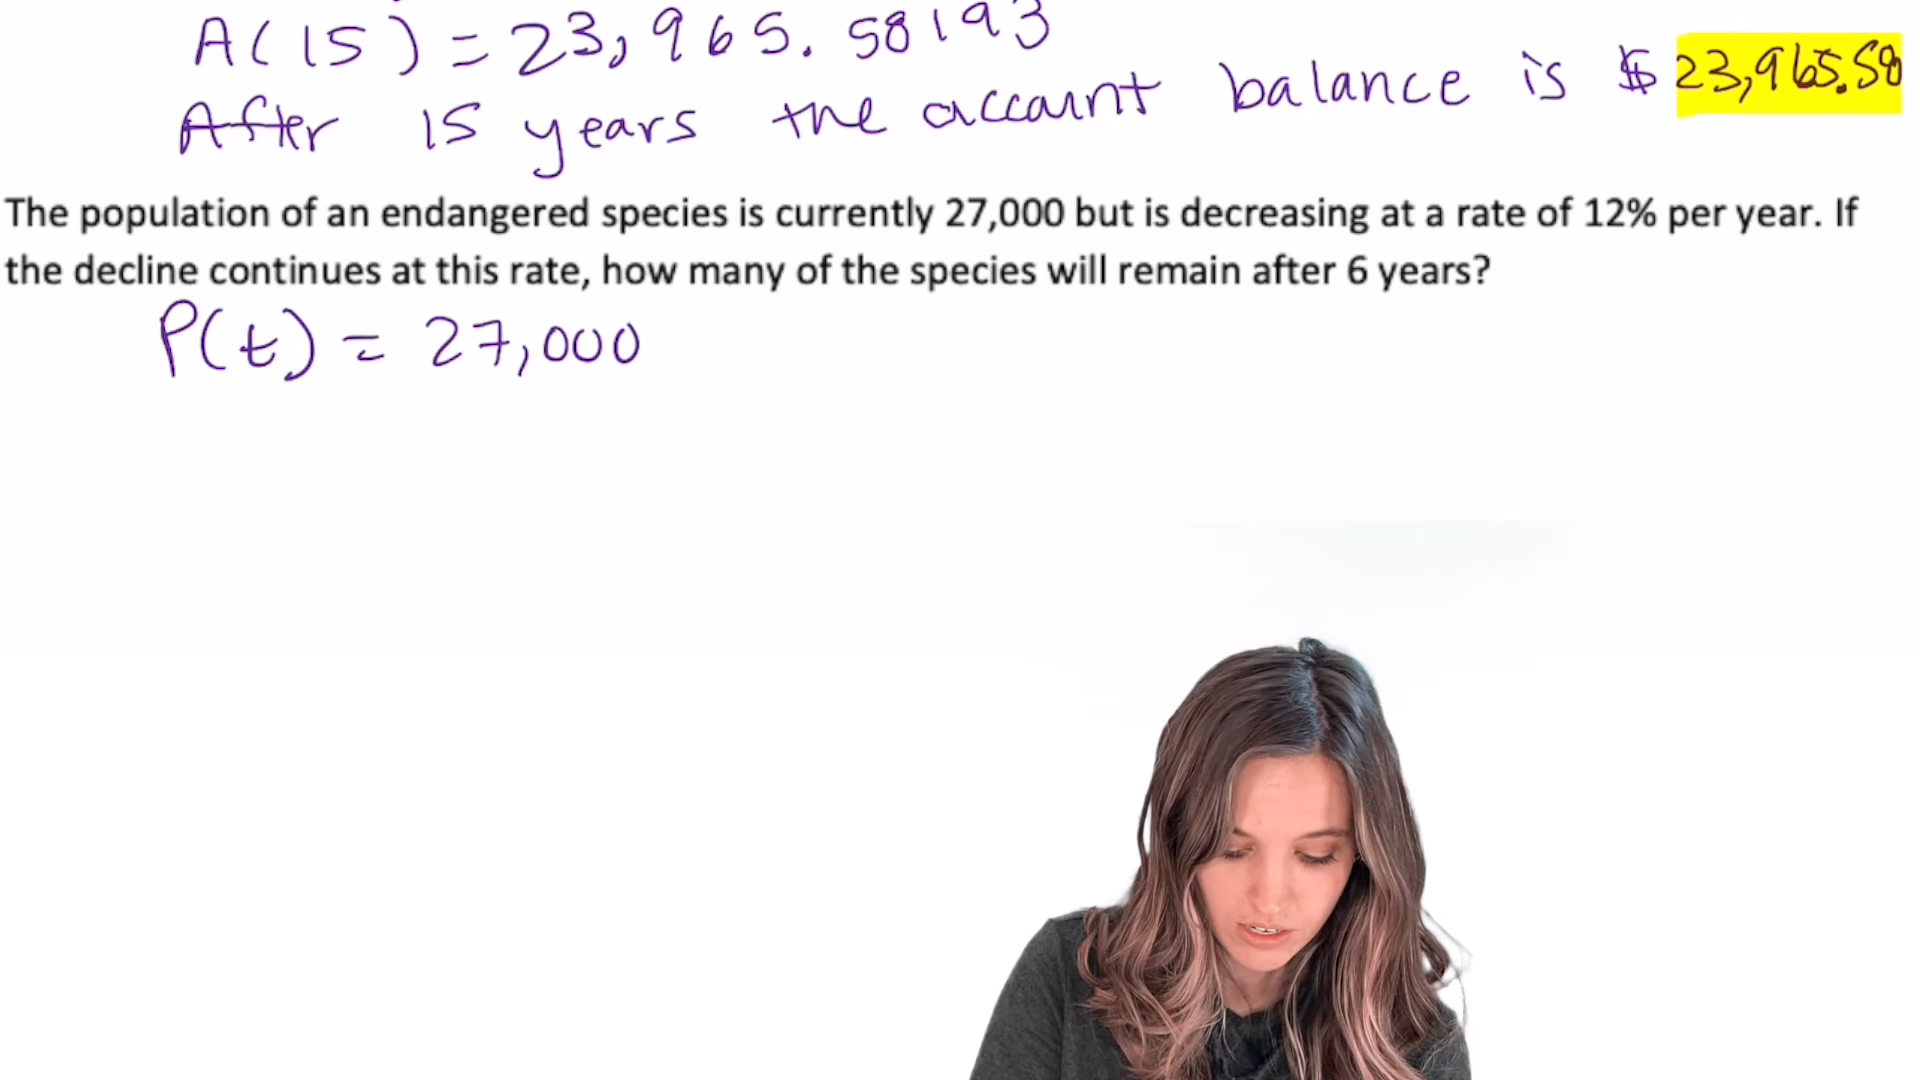 A(15) = 23,965.58193
After 15 years the account balance is $23,965.58
The population of an endangered species is currently 27,000 but is decreasing at a rate of 12% per year. If
the decline continues at this rate, how many of the species will remain after 6 years?
P(t) = 27,000